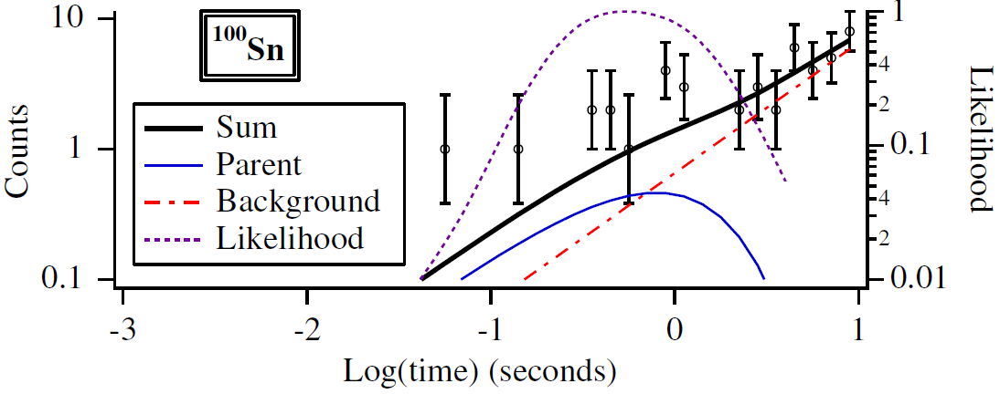 10
1
0.1
Counts
100Sn
Sum
Parent
Background
Likelihood
1
4
2
0.1
4
2
0.01
Likelihood
-3 -2 -1 0 1
Log(time) (seconds)